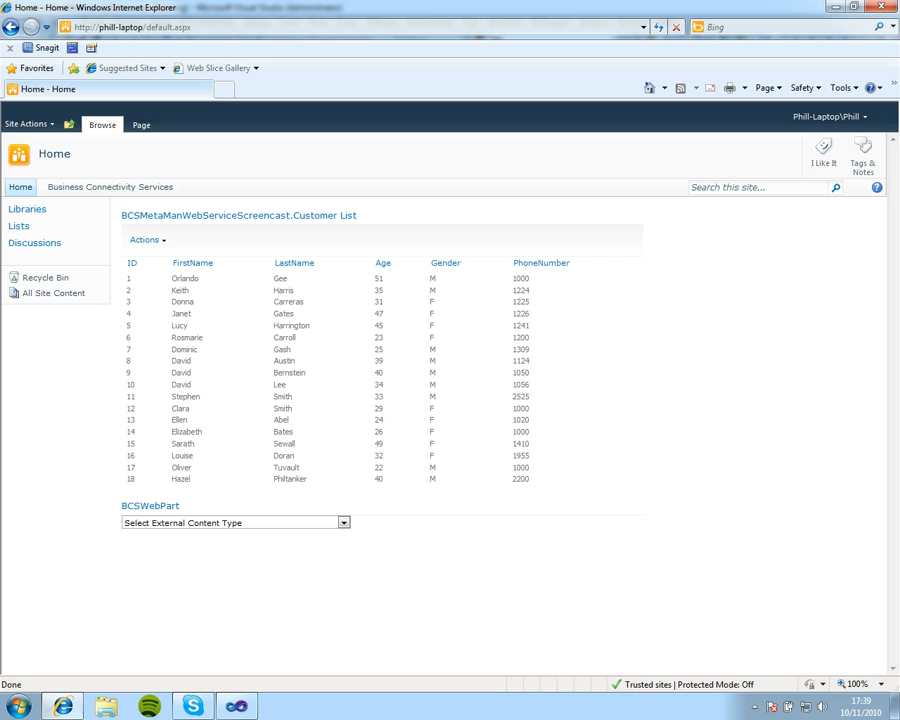 Home - Home - Windows Internet Explorer
http://phill-laptop/default.aspx
Bing
Snagit
Favorites Suggested Sites Web Slice Gallery
Home - Home
Page Safety Tools
Site Actions Browse Page
Phill-Laptop\Phill
Home
I Like It
Tags & Notes
Home Business Connectivity Services
Search this site...
Libraries
Lists
Discussions
Recycle Bin
All Site Content
BCSMetaManWebServiceScreencast.Customer List
Actions
ID FirstName LastName Age Gender PhoneNumber
1 Orlando Gee 51 M 1000
2 Keith Harris 35 M 1224
3 Donna Carreras 31 F 1225
4 Janet Gates 47 F 1226
5 Lucy Harrington 45 F 1241
6 Rosmarie Carroll 23 F 1200
7 Dominic Gash 25 M 1309
8 David Austin 39 M 1124
9 David Bernstein 40 M 1050
10 David Lee 34 M 1056
11 Stephen Smith 33 M 2525
12 Clara Smith 29 F 1000
13 Ellen Abel 24 F 1020
14 Elizabeth Bates 26 F 1000
15 Sarath Sewall 49 F 1410
16 Louise Doran 32 F 1955
17 Oliver Tuvault 22 M 1000
18 Hazel Philtanker 40 M 2200
BCSWebPart
Select External Content Type
Done
Trusted sites | Protected Mode: Off
100%
17:39
10/11/2010